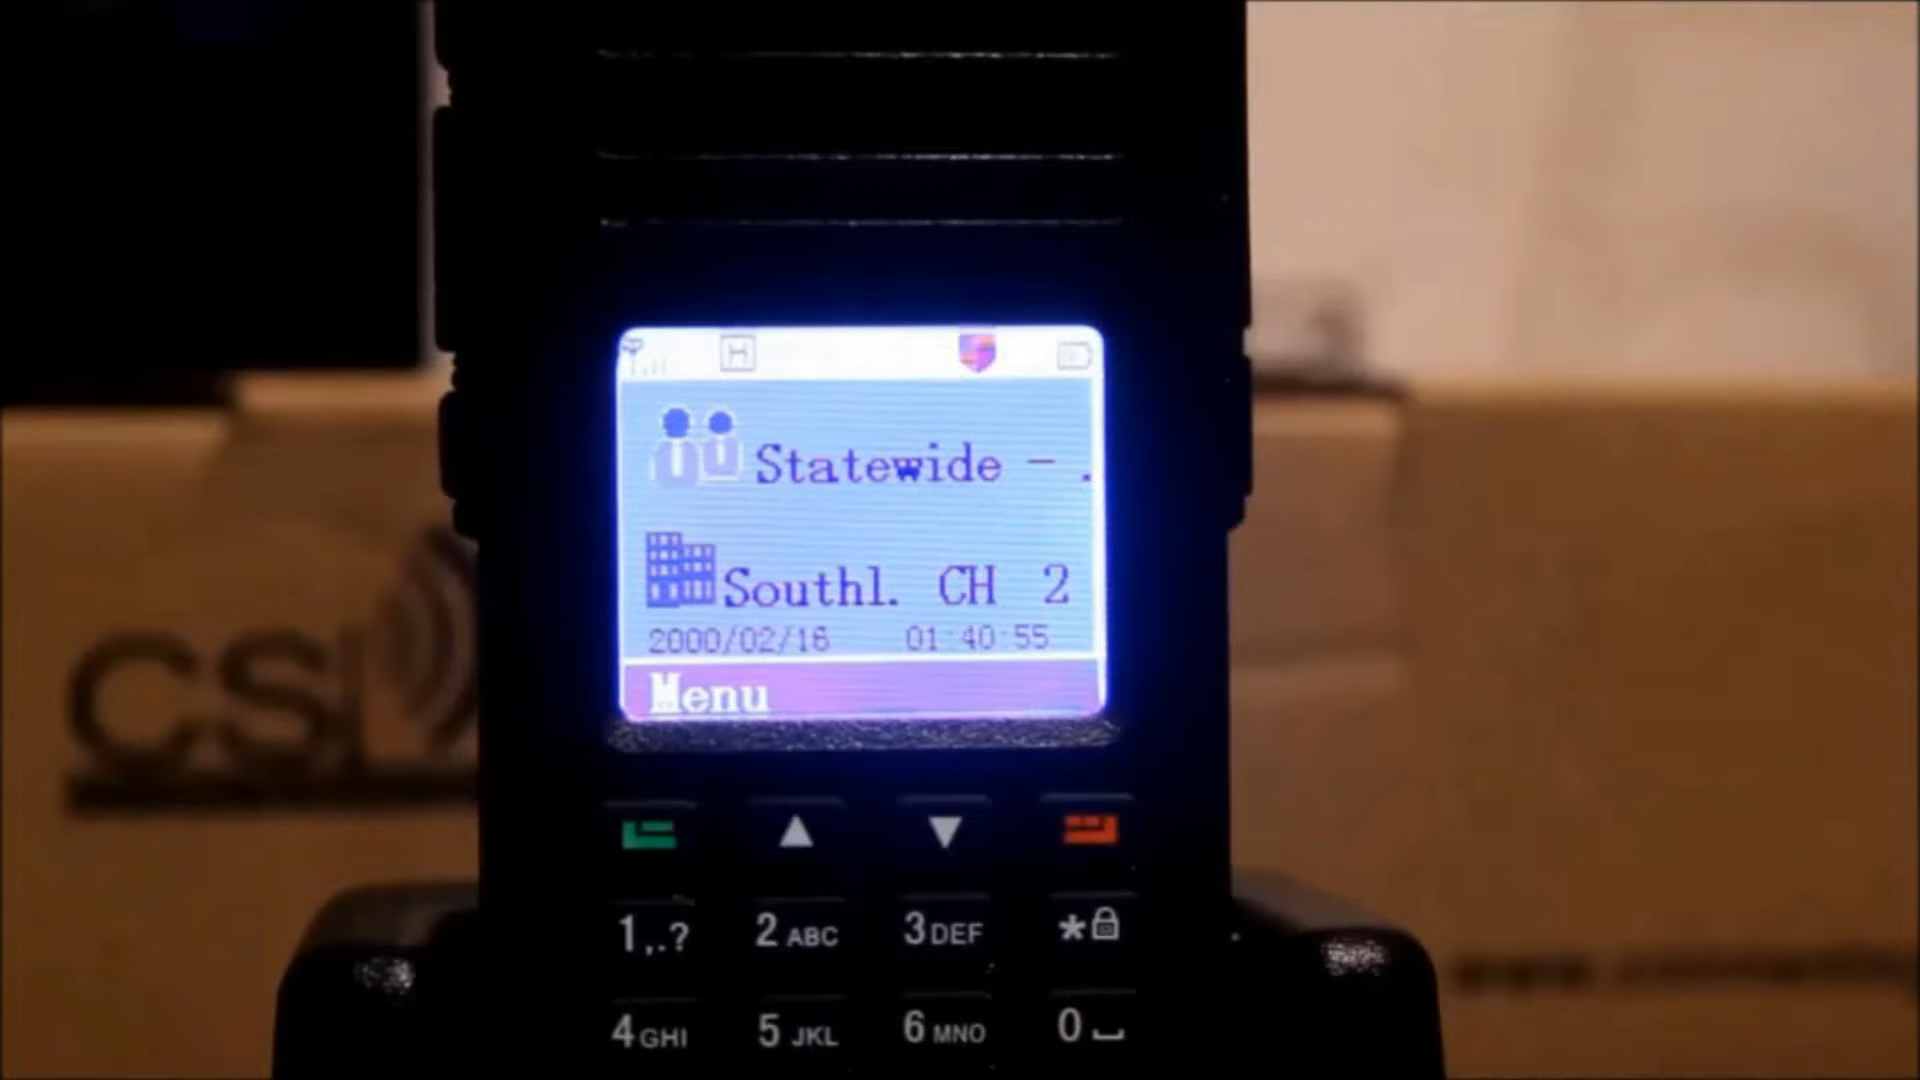 H
Statewide - .
Southl. CH 2
2000/02/16 01:40:55
Menu
CSI
1,.? 2 ABC 3 DEF *
4 GHI 5 JKL 6 MNO 0